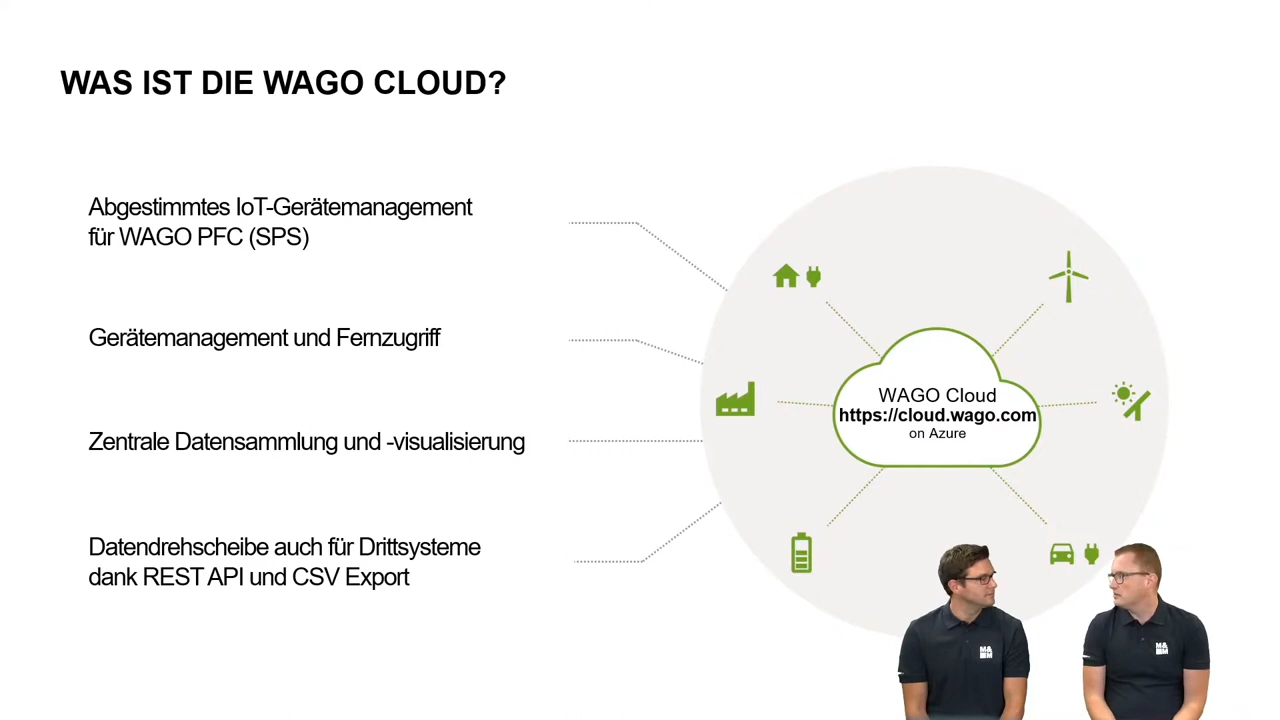 WAS IST DIE WAGO CLOUD?
Abgestimmtes IoT-Gerätemanagement
für WAGO PFC (SPS)
Gerätemanagement und Fernzugriff
Zentrale Datensammlung und -visualisierung
Datendrehscheibe auch für Drittsysteme
dank REST API und CSV Export
WAGO Cloud
https://cloud.wago.com
on Azure
M&
M
M&
M